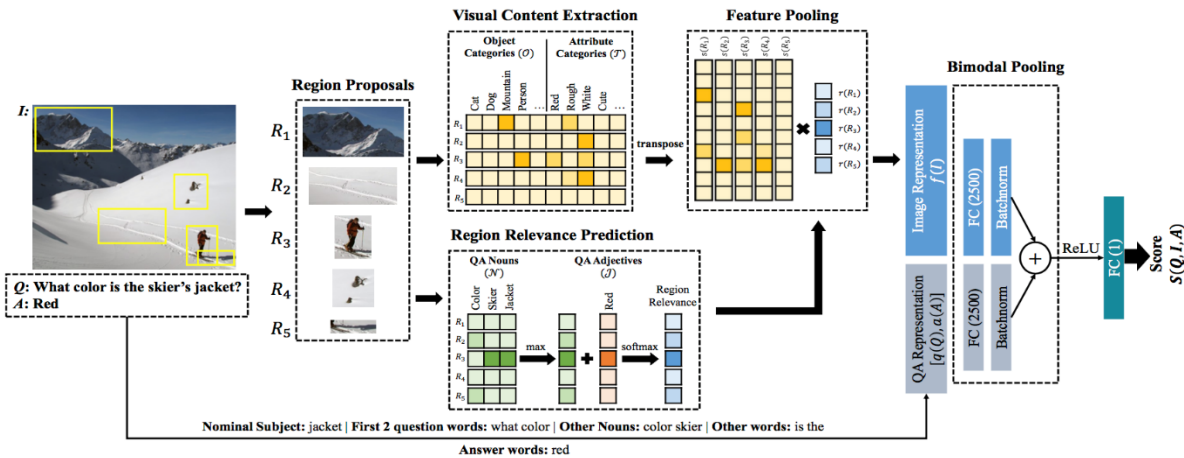 Visual Content Extraction
Feature Pooling
Object
Categories (𝒪)
Attribute
Categories (𝒯)
Cat
Dog
Mountain
Person
…
Red
Rough
White
Cute
…
R₁
R₂
R₃
R₄
R₅
transpose
s(R₁)
s(R₂)
s(R₃)
s(R₄)
s(R₅)
×
r(R₁)
r(R₂)
r(R₃)
r(R₄)
r(R₅)
I:
Region Proposals
R₁
R₂
R₃
R₄
R₅
Q: What color is the skier's jacket?
A: Red
Region Relevance Prediction
QA Nouns
(𝒩)
QA Adjectives
(𝒥)
Color
Skier
Jacket
Red
Region
Relevance
R₁
R₂
R₃
R₄
R₅
max
+
softmax
Bimodal Pooling
Image Representation
f(I)
QA Representation
[q(Q), a(A)]
FC (2500)
Batchnorm
FC (2500)
Batchnorm
+
ReLU
FC (1)
Score
S(Q, I, A)
Nominal Subject: jacket | First 2 question words: what color | Other Nouns: color skier | Other words: is the
Answer words: red